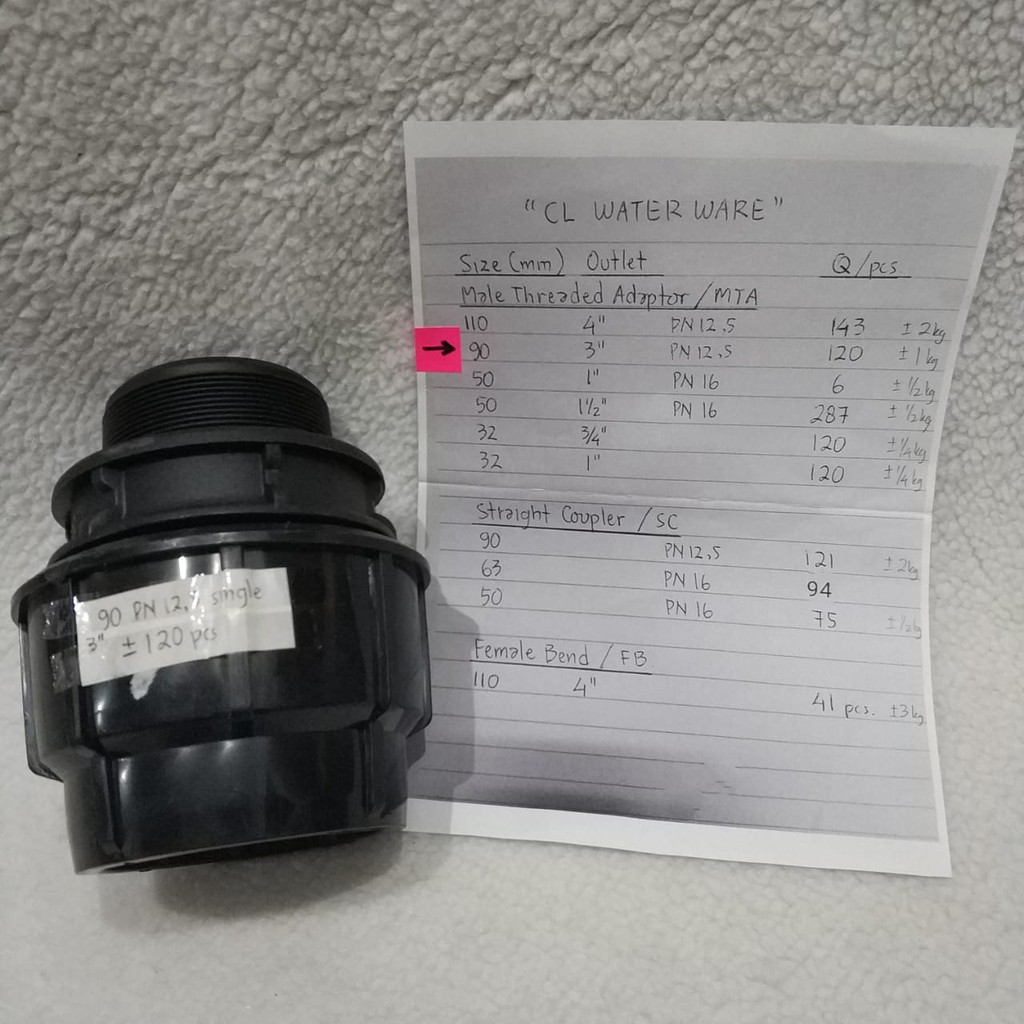 "CL WATER WARE"
Size (mm) Outlet Q/pcs
Male Threaded Adaptor / MTA
110 4" PN 12,5 143 ± 2kg
→ 90 3" PN 12,5 120 ± 1kg
50 1" PN 16 6 ± 1/2kg
50 1 1/2" PN 16 287 ± 1/2kg
32 3/4" 120 ± 1/4kg
32 1" 120 ± 1/4kg
Straight Coupler / SC
90 PN 12,5 121 ± 2kg
63 PN 16 94
50 PN 16 75 ± 1/2kg
Female Bend / FB
110 4" 41 pcs. ± 3kg
90 PN 12,5 single
3" ± 120 pcs